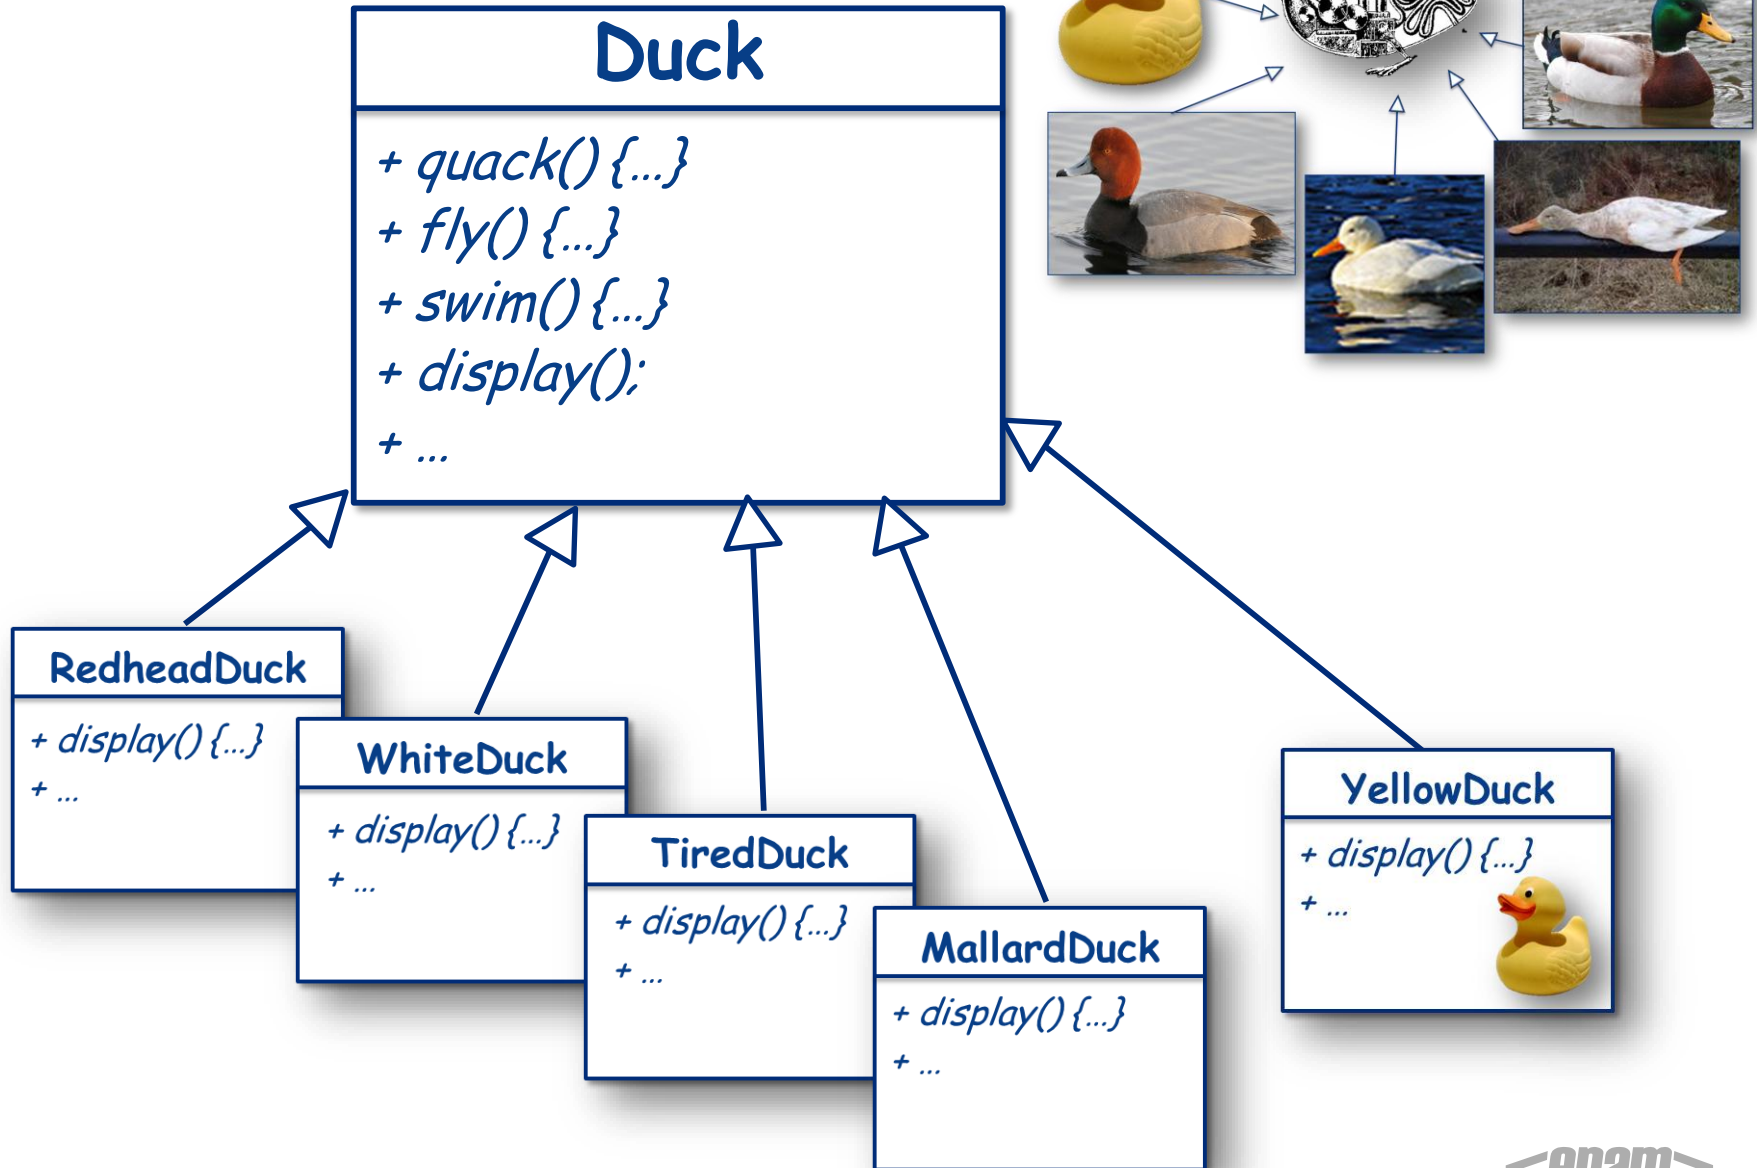 Duck
+ quack() {...}
+ fly() {...}
+ swim() {...}
+ display();
+ ...
RedheadDuck
+ display() {...}
+ ...
WhiteDuck
+ display() {...}
+ ...
TiredDuck
+ display() {...}
+ ...
MallardDuck
+ display() {...}
+ ...
YellowDuck
+ display() {...}
+ ...